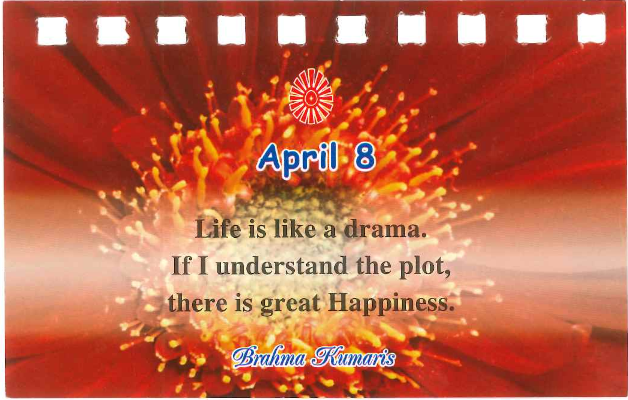 April 8
Life is like a drama.
If I understand the plot,
there is great Happiness.
Brahma Kumaris